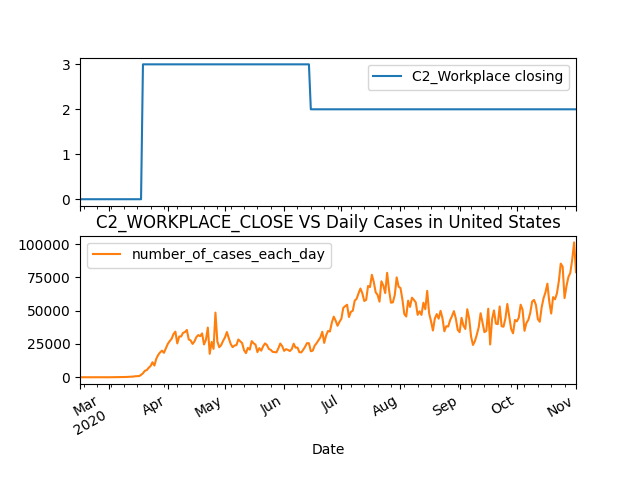 3
2
1
0
C2_Workplace closing
C2_WORKPLACE_CLOSE VS Daily Cases in United States
100000
75000
50000
25000
0
number_of_cases_each_day
Mar
2020
Apr
May
Jun
Jul
Aug
Sep
Oct
Nov
Date